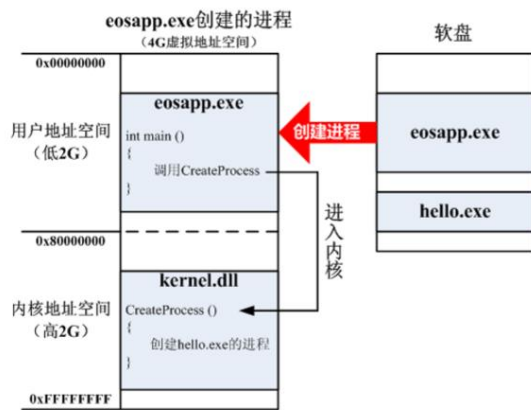 eosapp.exe创建的进程
（4G虚拟地址空间）
软盘
0x00000000
eosapp.exe
int main ()
{
调用CreateProcess
}
用户地址空间
（低2G）
创建进程
eosapp.exe
hello.exe
进入内核
0x80000000
kernel.dll
CreateProcess ()
{
创建hello.exe的进程
}
内核地址空间
（高2G）
0xFFFFFFFF